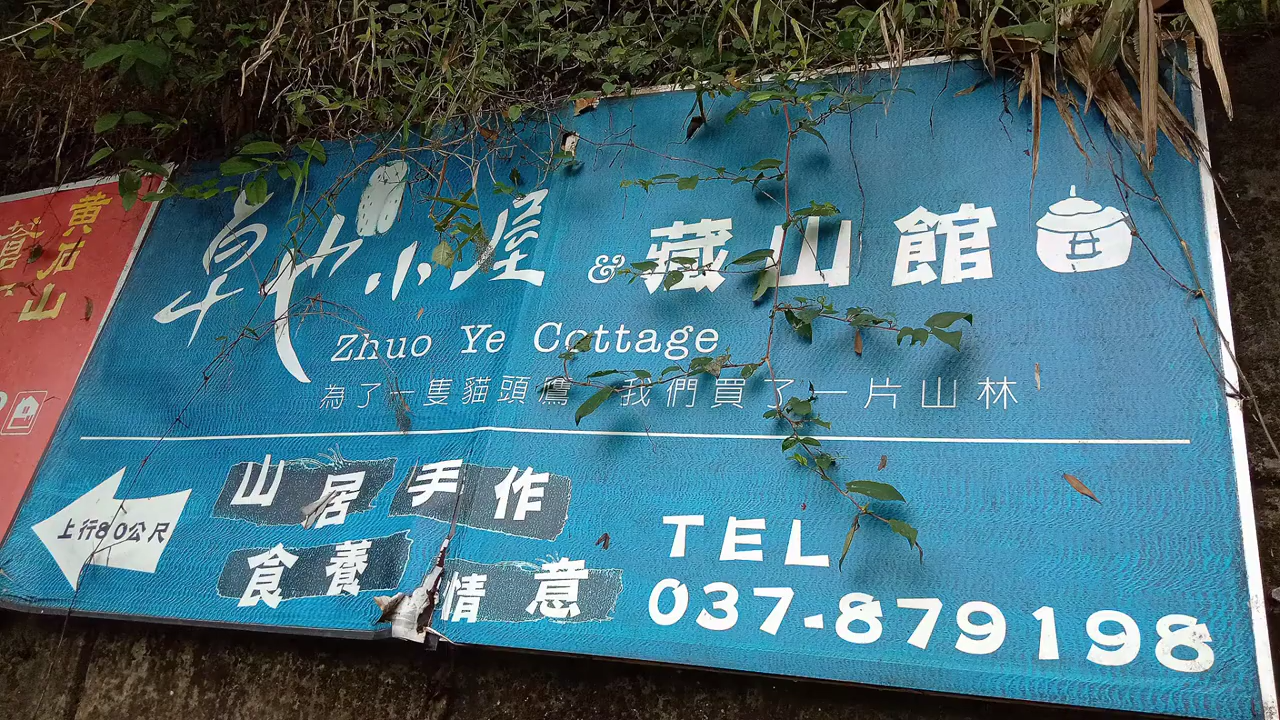 卓也小屋 & 藏山館
Zhuo Ye Cottage
為了一隻貓頭鷹 我們買了一片山林
山居 手作
食養 情意
上行80公尺
TEL
037-879198
黃石山